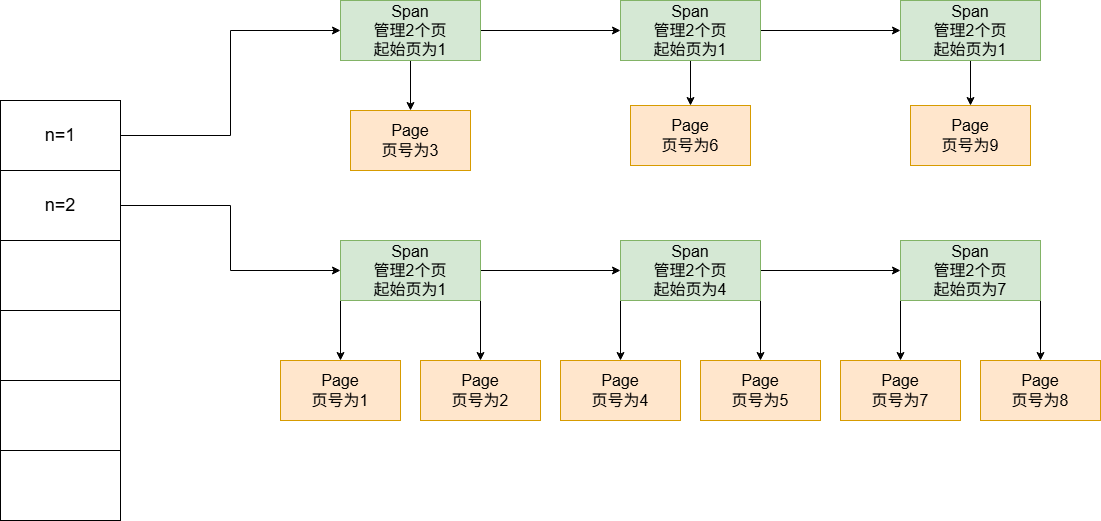 Span
管理2个页
起始页为1
Span
管理2个页
起始页为1
Span
管理2个页
起始页为1
n=1
Page
页号为3
Page
页号为6
Page
页号为9
n=2
Span
管理2个页
起始页为1
Span
管理2个页
起始页为4
Span
管理2个页
起始页为7
Page
页号为1
Page
页号为2
Page
页号为4
Page
页号为5
Page
页号为7
Page
页号为8